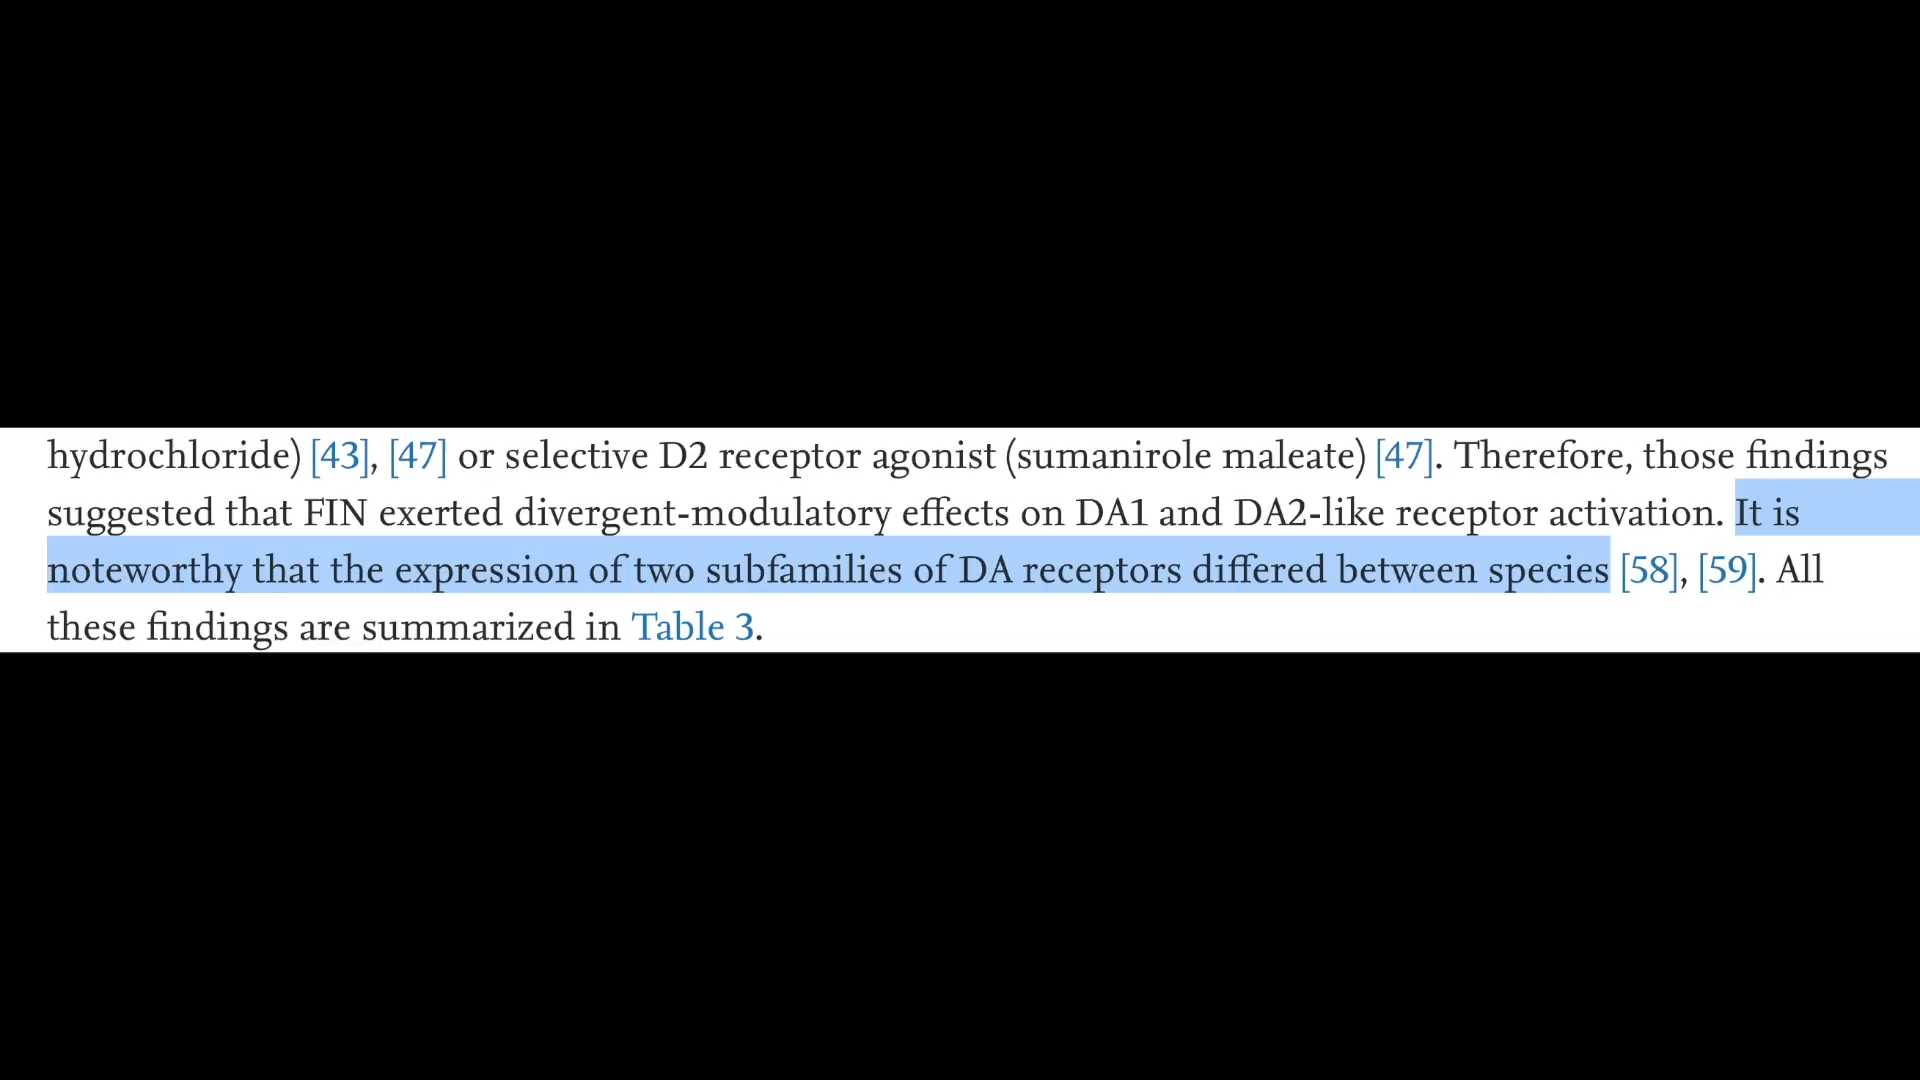 hydrochloride) [43], [47] or selective D2 receptor agonist (sumanirole maleate) [47]. Therefore, those findings
suggested that FIN exerted divergent-modulatory effects on DA1 and DA2-like receptor activation. It is
noteworthy that the expression of two subfamilies of DA receptors differed between species [58], [59]. All
these findings are summarized in Table 3.